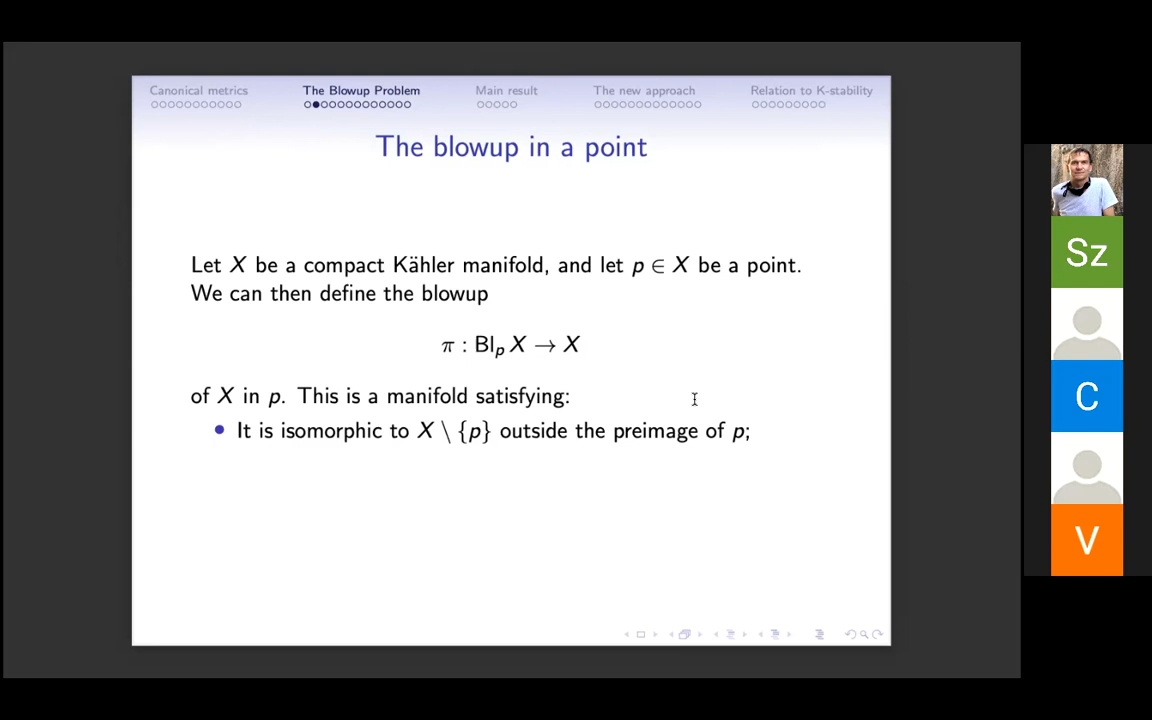 Canonical metrics
The Blowup Problem
Main result
The new approach
Relation to K-stability
The blowup in a point
Let X be a compact Kähler manifold, and let p ∈ X be a point.
We can then define the blowup
π : Bl_p X → X
of X in p. This is a manifold satisfying:
• It is isomorphic to X \ {p} outside the preimage of p;
Sz
C
V